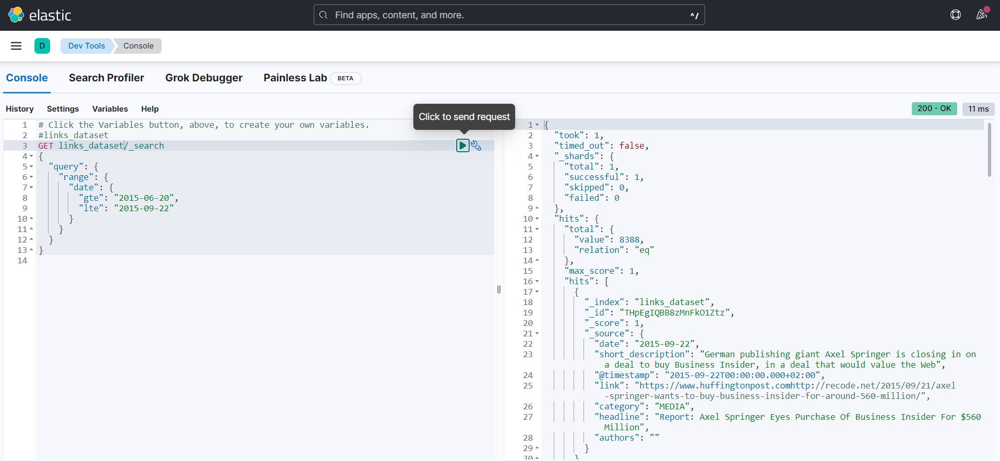 elastic
Find apps, content, and more.
^/
D
Dev Tools
Console
Console
Search Profiler
Grok Debugger
Painless Lab
BETA
History
Settings
Variables
Help
Click to send request
200 - OK
11 ms
1 # Click the Variables button, above, to create your own variables.
2 #links_dataset
3 GET links_dataset/_search
4 {
5 "query": {
6 "range": {
7 "date": {
8 "gte": "2015-06-20",
9 "lte": "2015-09-22"
10 }
11 }
12 }
13 }
14
1 {
2 "took": 1,
3 "timed_out": false,
4 "_shards": {
5 "total": 1,
6 "successful": 1,
7 "skipped": 0,
8 "failed": 0
9 },
10 "hits": {
11 "total": {
12 "value": 8388,
13 "relation": "eq"
14 },
15 "max_score": 1,
16 "hits": [
17 {
18 "_index": "links_dataset",
19 "_id": "THpEgIQBB8zMnFkO1Ztz",
20 "_score": 1,
21 "_source": {
22 "date": "2015-09-22",
23 "short_description": "German publishing giant Axel Springer is closing in on
a deal to buy Business Insider, in a deal that would value the Web",
24 "@timestamp": "2015-09-22T00:00:00.000+02:00",
25 "link": "https://www.huffingtonpost.comhttp://recode.net/2015/09/21/axel
-springer-wants-to-buy-business-insider-for-around-560-million/",
26 "category": "MEDIA",
27 "headline": "Report: Axel Springer Eyes Purchase Of Business Insider For $560
Million",
28 "authors": ""
29 }
30 }